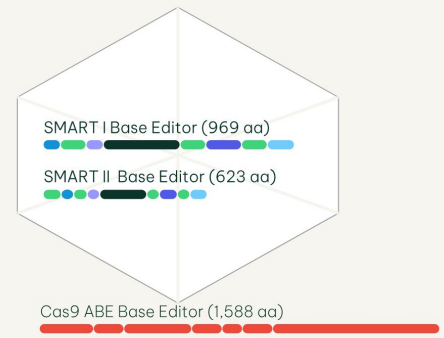 SMART I Base Editor (969 aa)
SMART II Base Editor (623 aa)
Cas9 ABE Base Editor (1,588 aa)